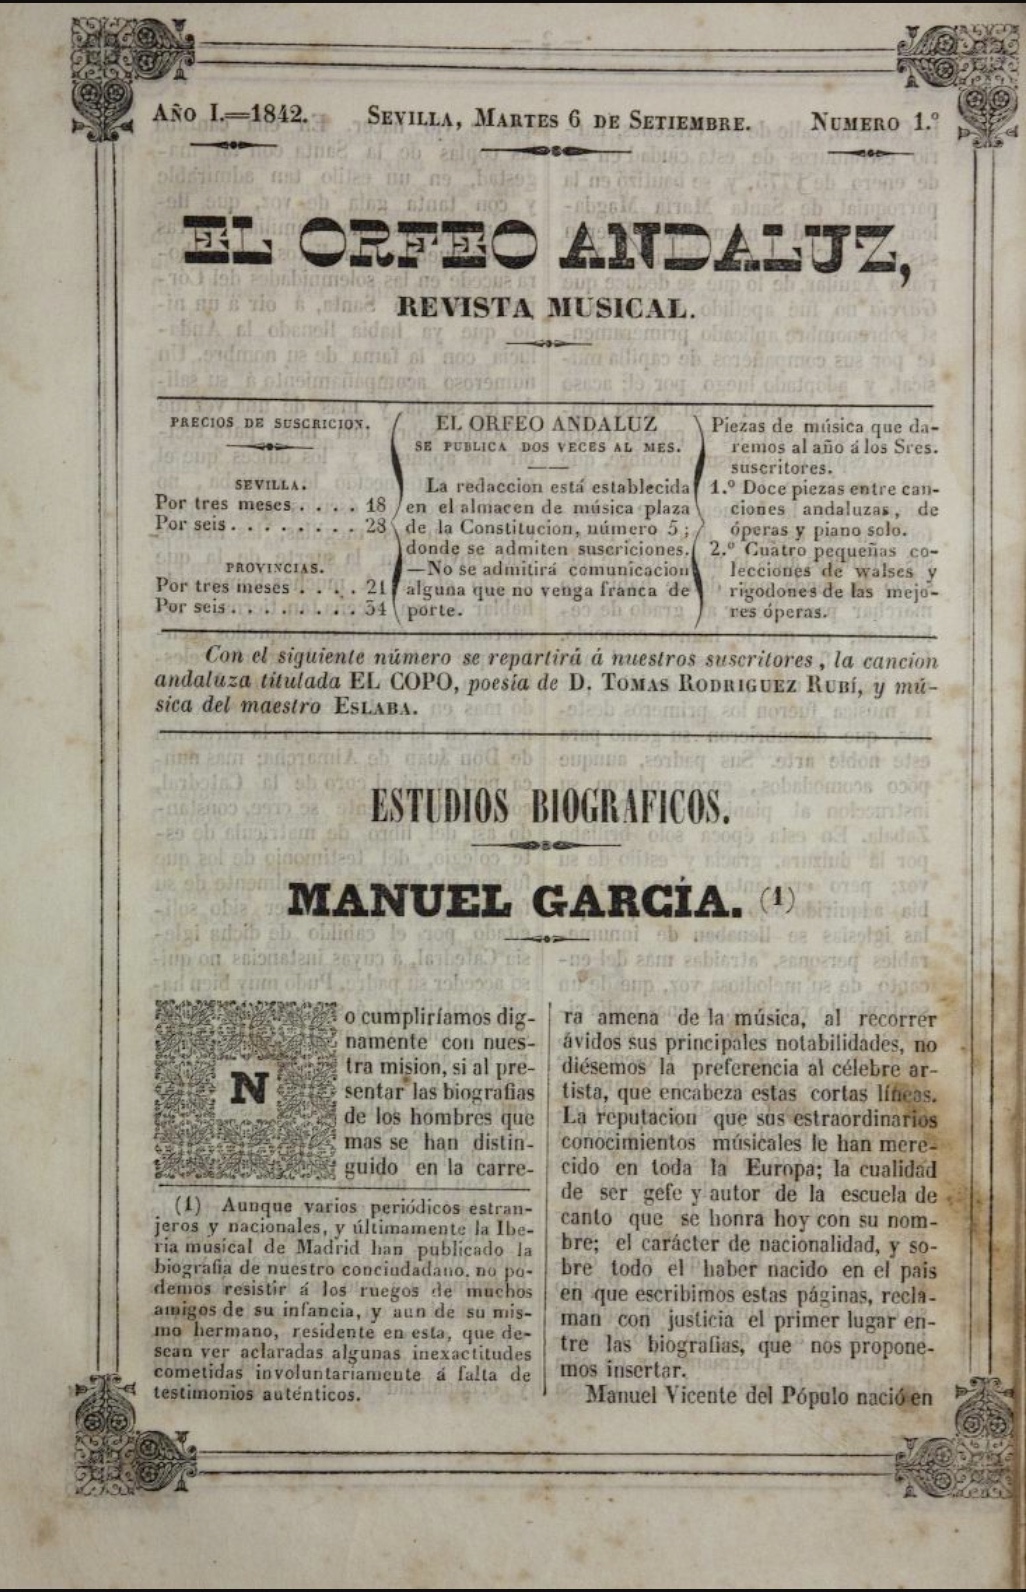 AÑO I.=1842. SEVILLA, MARTES 6 DE SETIEMBRE. NUMERO 1.º
EL ORFEO ANDALUZ,
REVISTA MUSICAL.
PRECIOS DE SUSCRICION.
SEVILLA.
Por tres meses . . . . 18
Por seis . . . . . . . . 28
PROVINCIAS.
Por tres meses . . . . 21
Por seis . . . . . . . . 34
EL ORFEO ANDALUZ
SE PUBLICA DOS VECES AL MES.
La redaccion está establecida
en el almacen de música plaza
de la Constitucion, número 5;
donde se admiten suscriciones.
—No se admitirá comunicacion
alguna que no venga franca de
porte.
Piezas de música que da-
remos al año á los Sres.
suscritores.
1.º Doce piezas entre can-
ciones andaluzas, de
óperas y piano solo.
2.º Cuatro pequeñas co-
lecciones de walses y
rigodones de las mejo-
res óperas.
Con el siguiente número se repartirá á nuestros suscritores, la cancion
andaluza titulada EL COPO, poesía de D. TOMAS RODRIGUEZ RUBÍ, y mú-
sica del maestro ESLABA.
ESTUDIOS BIOGRAFICOS.
MANUEL GARCÍA. (1)
No cumpliríamos dig-
namente con nues-
tra mision, si al pre-
sentar las biografias
de los hombres que
mas se han distin-
guido en la carre-
(1) Aunque varios periódicos estran-
jeros y nacionales, y últimamente la Ibe-
ria musical de Madrid han publicado la
biografia de nuestro conciudadano, no po-
demos resistir á los ruegos de muchos
amigos de su infancia, y aun de su mis-
mo hermano, residente en esta, que de-
sean ver aclaradas algunas inexactitudes
cometidas involuntariamente á falta de
testimonios auténticos.
ra amena de la música, al recorrer
ávidos sus principales notabilidades, no
diésemos la preferencia al célebre ar-
tista, que encabeza estas cortas líneas.
La reputacion que sus estraordinarios
conocimientos músicales le han mere-
cido en toda la Europa; la cualidad
de ser gefe y autor de la escuela de
canto que se honra hoy con su nom-
bre; el carácter de nacionalidad, y so-
bre todo el haber nacido en el pais
en que escribimos estas páginas, recla-
man con justicia el primer lugar en-
tre las biografias, que nos propone-
mos insertar.
Manuel Vicente del Pópulo nació en